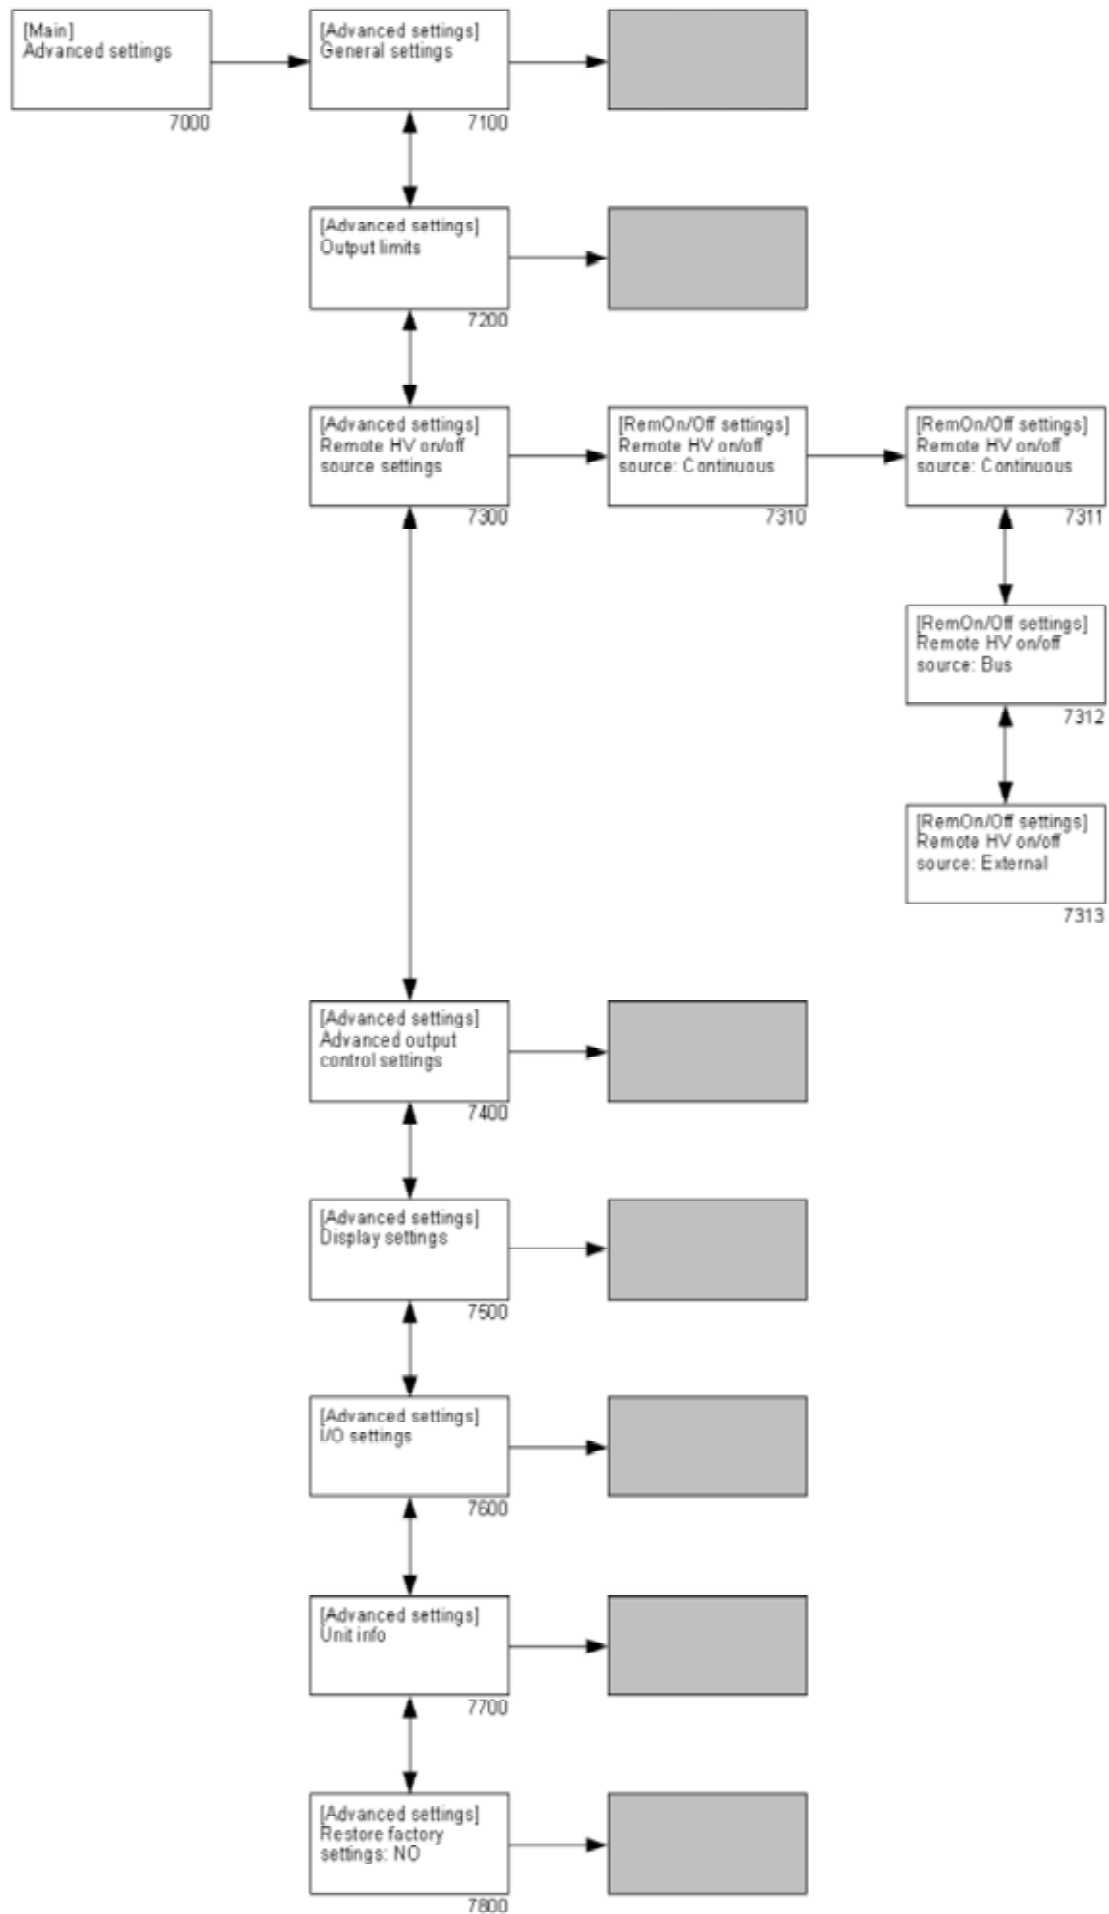 [Main]
Advanced settings
7000
[Advanced settings]
General settings
7100
[Advanced settings]
Output limits
7200
[Advanced settings]
Remote HV on/off
source settings
7300
[RemOn/Off settings]
Remote HV on/off
source: Continuous
7310
[RemOn/Off settings]
Remote HV on/off
source: Continuous
7311
[RemOn/Off settings]
Remote HV on/off
source: Bus
7312
[RemOn/Off settings]
Remote HV on/off
source: External
7313
[Advanced settings]
Advanced output
control settings
7400
[Advanced settings]
Display settings
7500
[Advanced settings]
I/O settings
7600
[Advanced settings]
Unit info
7700
[Advanced settings]
Restore factory
settings: NO
7800